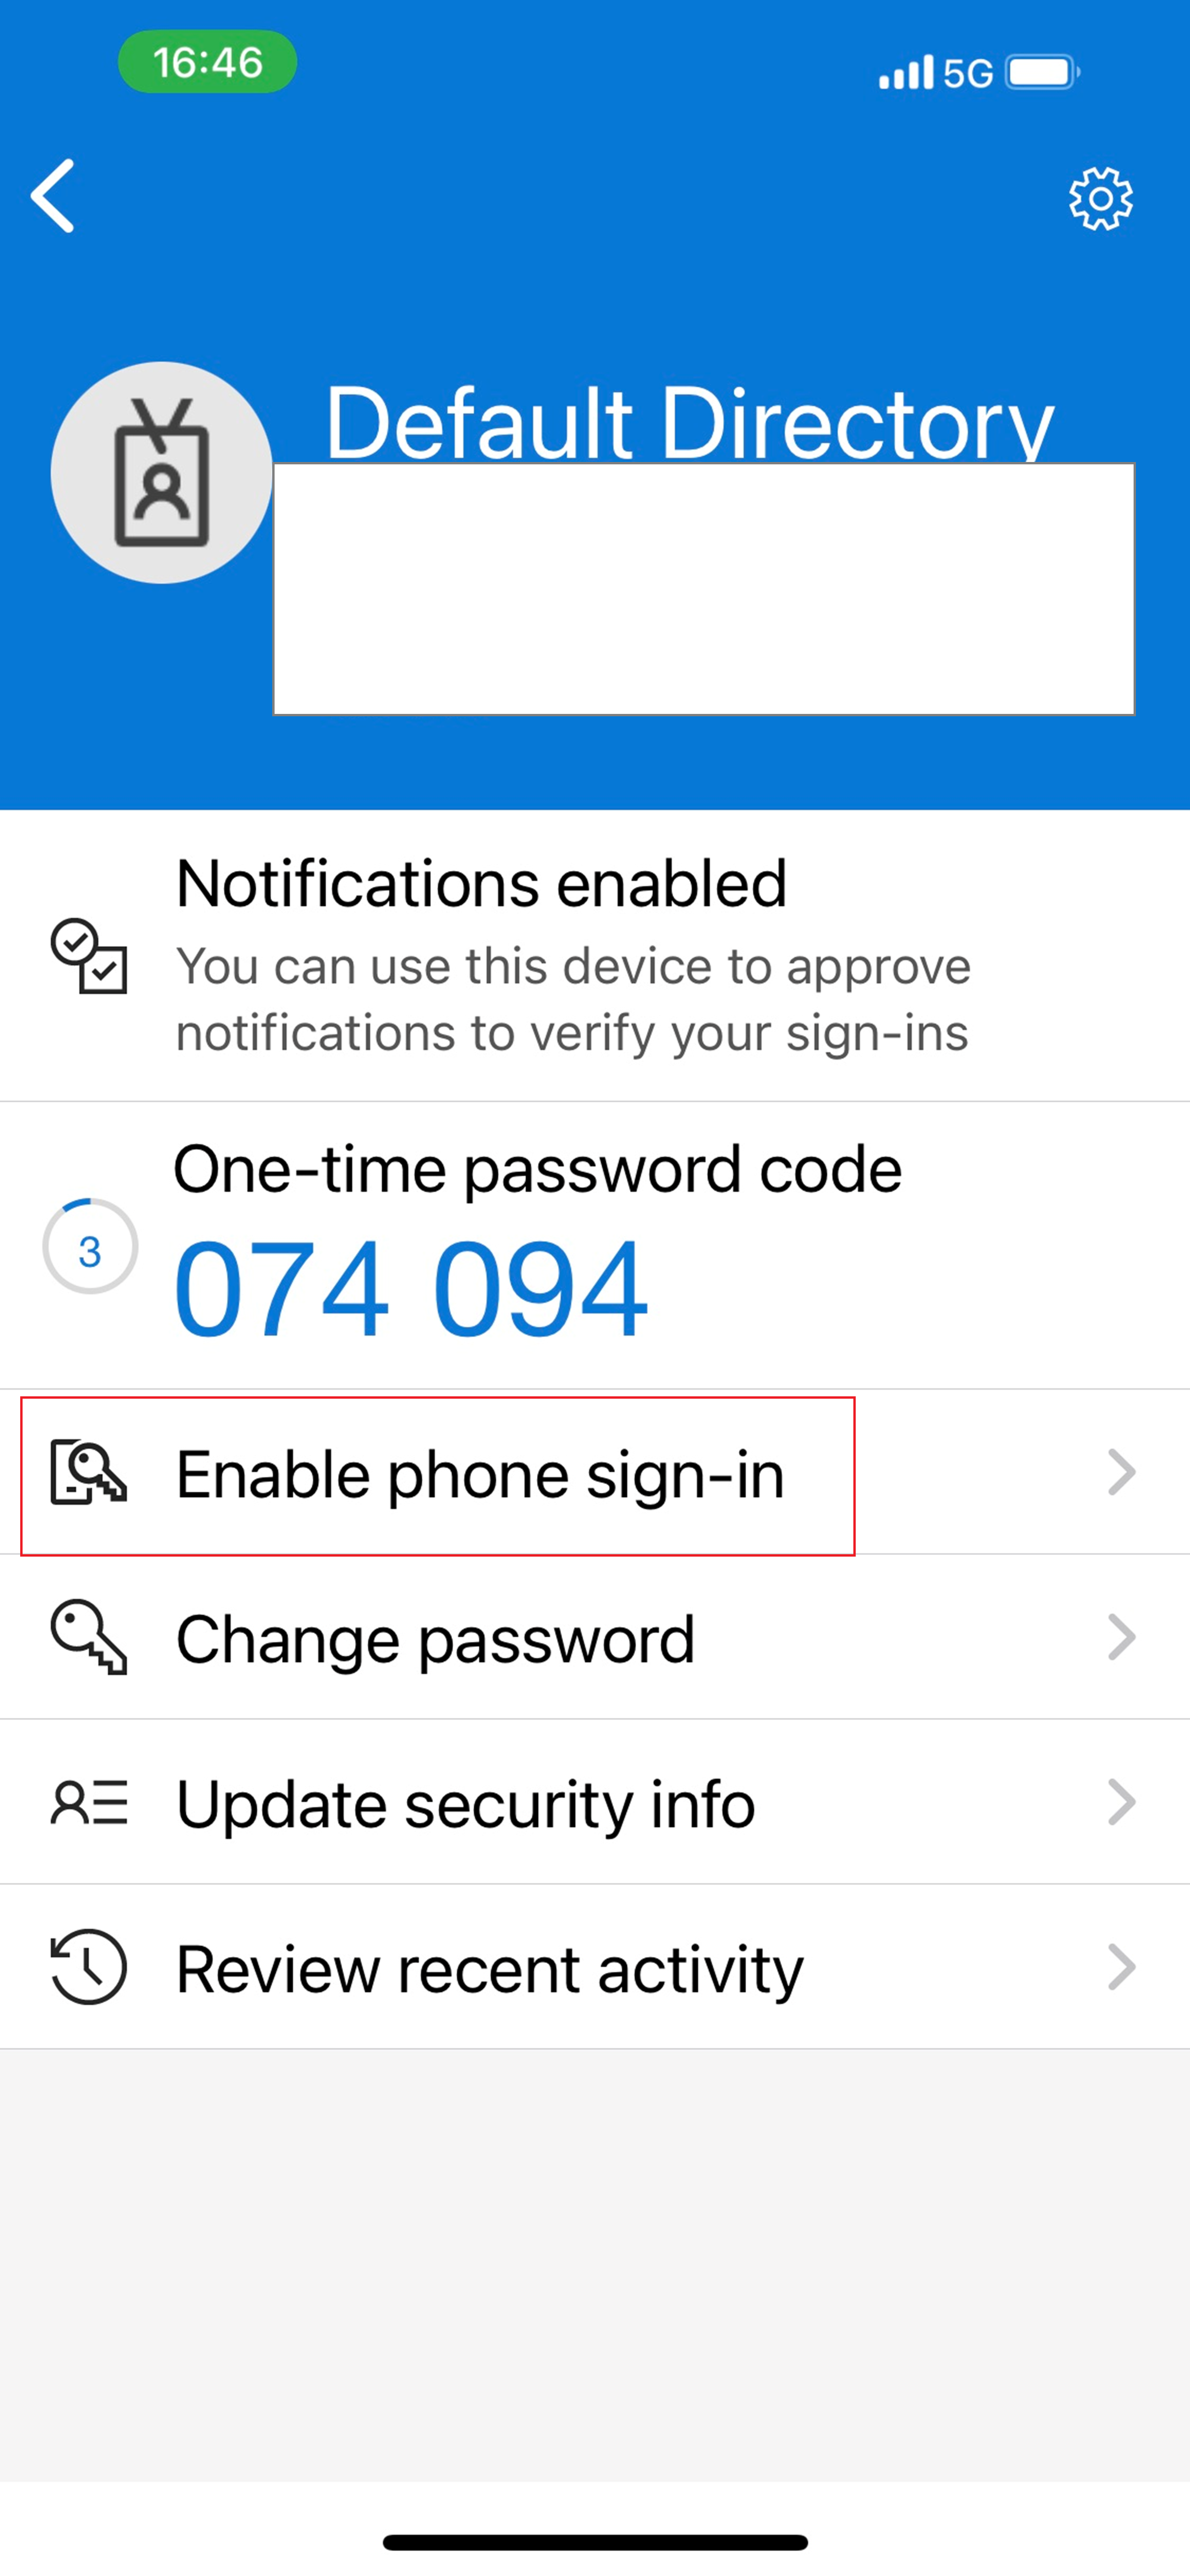 16:46
5G
Default Directory
Notifications enabled
You can use this device to approve
notifications to verify your sign-ins
One-time password code
3
074 094
Enable phone sign-in
Change password
Update security info
Review recent activity